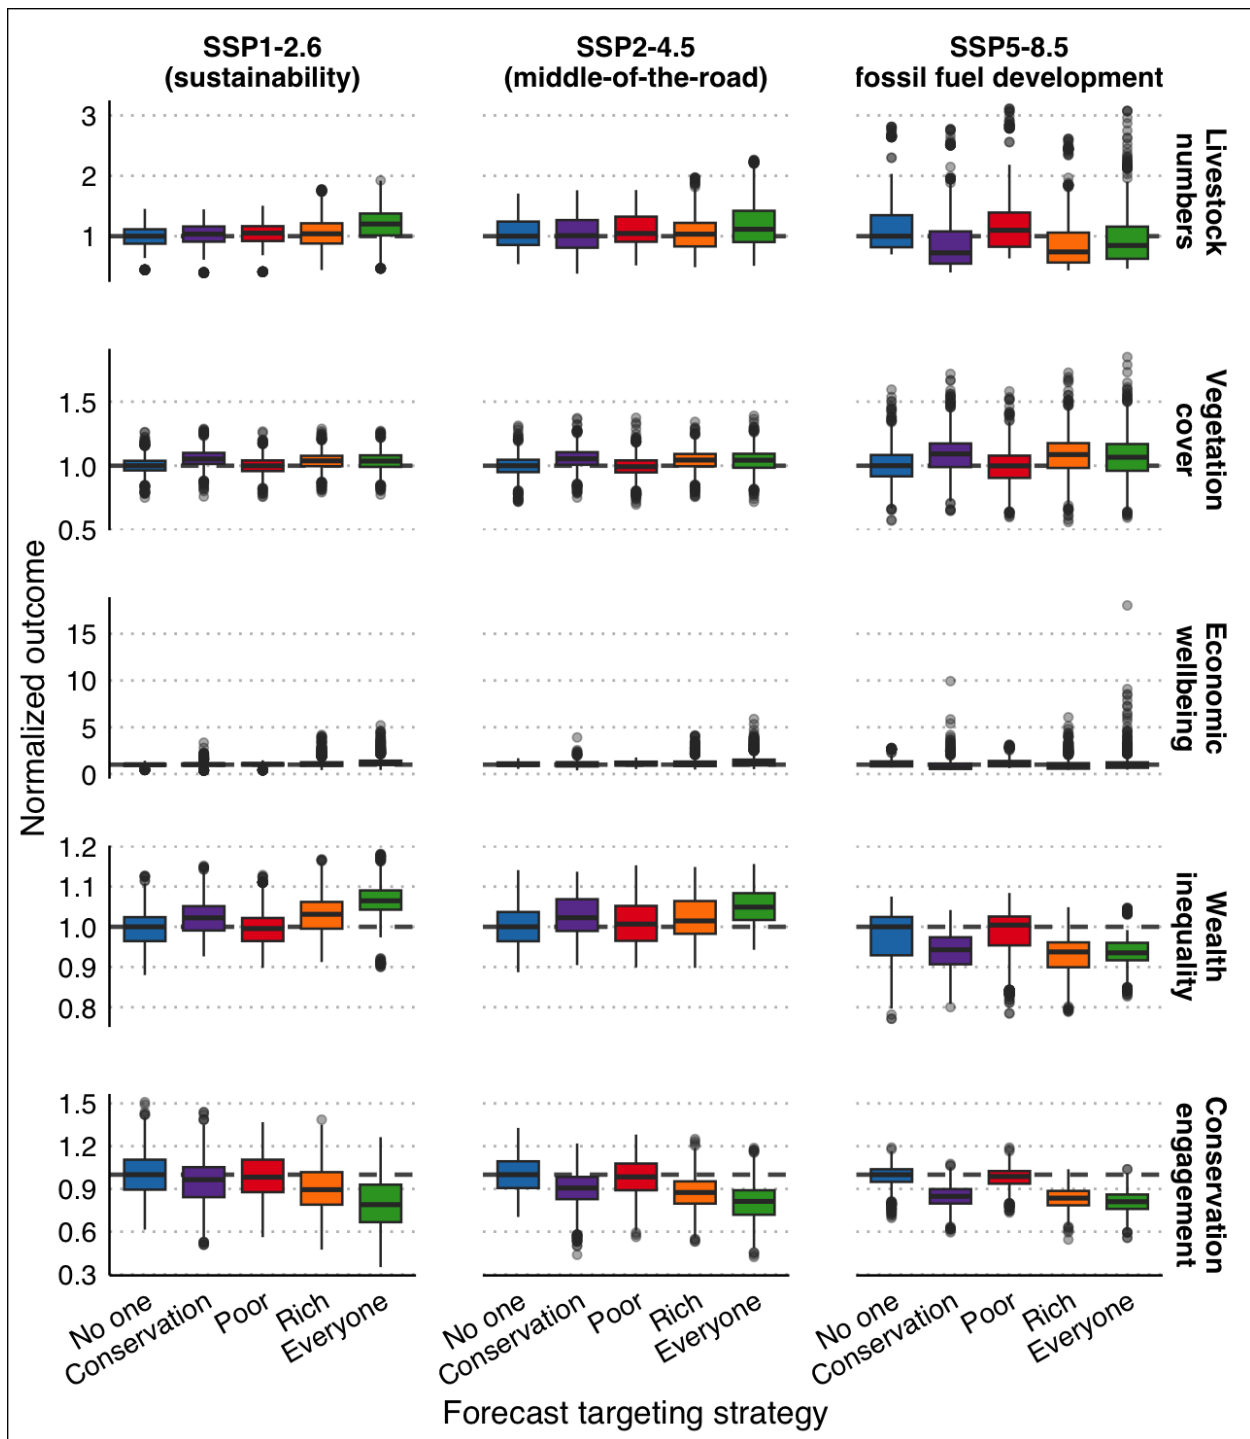 SSP1-2.6
(sustainability)
SSP2-4.5
(middle-of-the-road)
SSP5-8.5
fossil fuel development
Normalized outcome
3
2
1
Livestock
numbers
1.5
1.0
0.5
Vegetation
cover
15
10
5
0
Economic
wellbeing
1.2
1.1
1.0
0.9
0.8
Wealth
inequality
1.5
1.2
0.9
0.6
0.3
Conservation
engagement
No one
Conservation
Poor
Rich
Everyone
No one
Conservation
Poor
Rich
Everyone
No one
Conservation
Poor
Rich
Everyone
Forecast targeting strategy